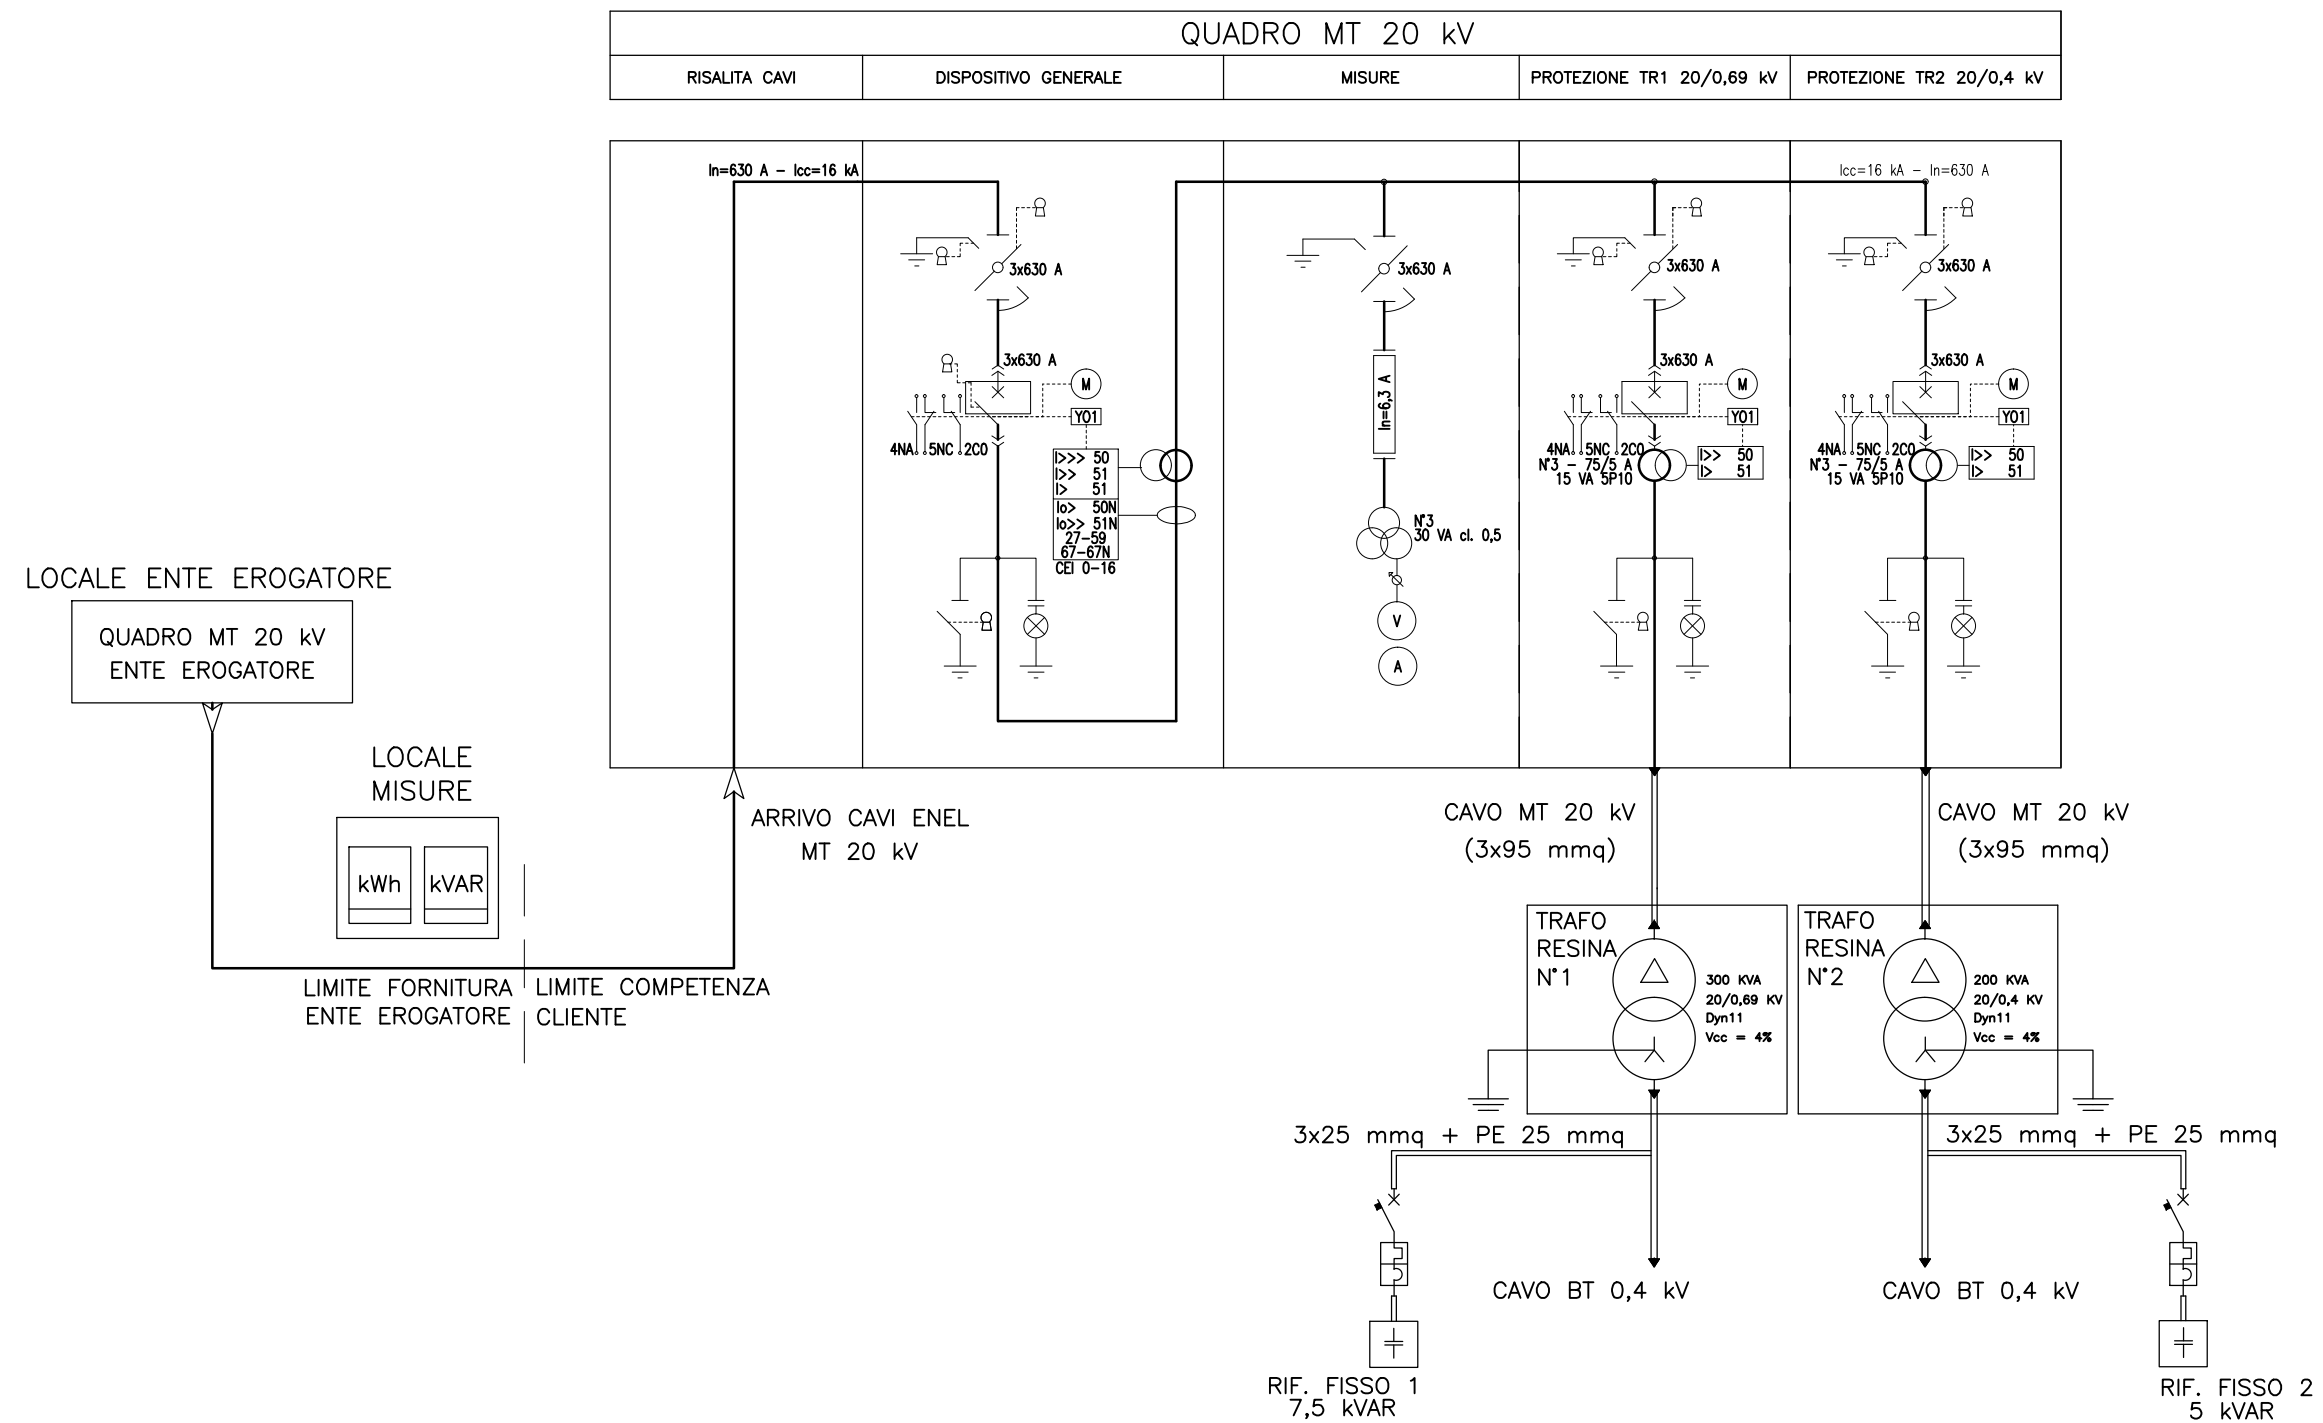 QUADRO MT 20 kV
RISALITA CAVI
DISPOSITIVO GENERALE
MISURE
PROTEZIONE TR1 20/0,69 kV
PROTEZIONE TR2 20/0,4 kV
In=630 A - Icc=16 kA
Icc=16 kA - In=630 A
3x630 A
3x630 A
M
Y01
4NA
5NC
2CO
I>>> 50
I>> 51
I> 51
Io> 50N
Io>> 51N
27-59
67-67N
CEI 0-16
3x630 A
In=6,3 A
N°3
30 VA cl. 0,5
V
A
3x630 A
3x630 A
M
Y01
4NA
5NC
2CO
N°3 - 75/5 A
15 VA 5P10
I>> 50
I> 51
3x630 A
3x630 A
M
Y01
4NA
5NC
2CO
N°3 - 75/5 A
15 VA 5P10
I>> 50
I> 51
LOCALE ENTE EROGATORE
QUADRO MT 20 kV
ENTE EROGATORE
LOCALE
MISURE
kWh
kVAR
LIMITE FORNITURA
ENTE EROGATORE
LIMITE COMPETENZA
CLIENTE
ARRIVO CAVI ENEL
MT 20 kV
CAVO MT 20 kV
(3x95 mmq)
CAVO MT 20 kV
(3x95 mmq)
TRAFO
RESINA
N°1
300 KVA
20/0,69 KV
Dyn11
Vcc = 4%
TRAFO
RESINA
N°2
200 KVA
20/0,4 KV
Dyn11
Vcc = 4%
3x25 mmq + PE 25 mmq
3x25 mmq + PE 25 mmq
CAVO BT 0,4 kV
CAVO BT 0,4 kV
RIF. FISSO 1
7,5 kVAR
RIF. FISSO 2
5 kVAR